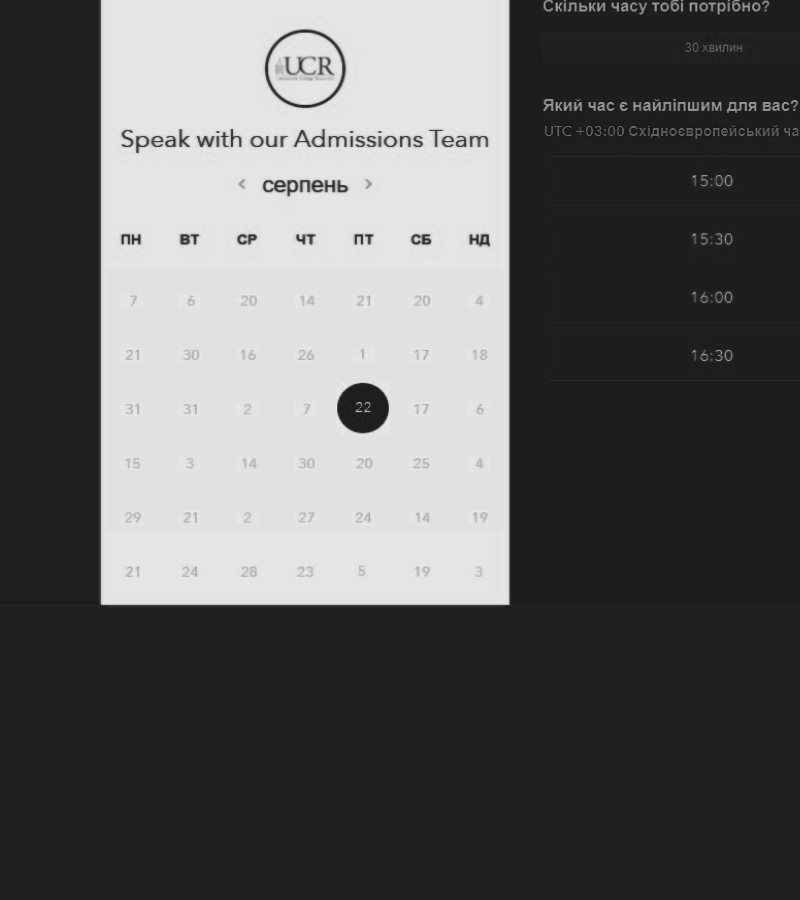 UCR
Speak with our Admissions Team
< серпень >
ПН ВТ СР ЧТ ПТ СБ НД
7 6 20 14 21 20 4
21 30 16 26 1 17 18
31 31 2 7 22 17 6
15 3 14 30 20 25 4
29 21 2 27 24 14 19
21 24 28 23 5 19 3
Скільки часу тобі потрібно?
30 хвилин
Який час є найліпшим для вас?
UTC +03:00 Східноєвропейський ча
15:00
15:30
16:00
16:30